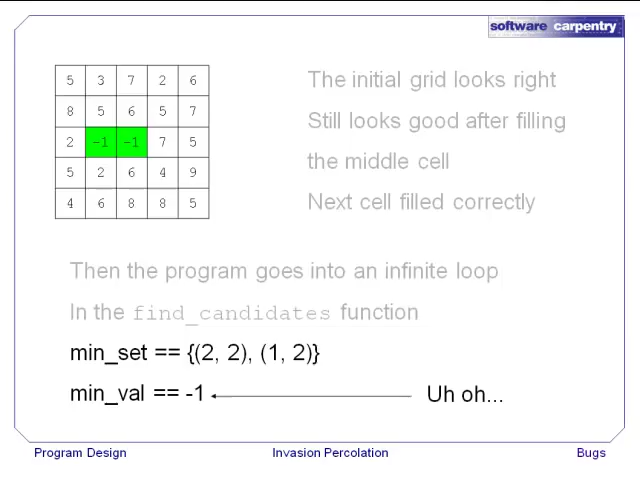 software carpentry
5 3 7 2 6
8 5 6 5 7
2 -1 -1 7 5
5 2 6 4 9
4 6 8 8 5
The initial grid looks right
Still looks good after filling
the middle cell
Next cell filled correctly
Then the program goes into an infinite loop
In the find_candidates function
min_set == {(2, 2), (1, 2)}
min_val == -1
Uh oh...
Program Design
Invasion Percolation
Bugs